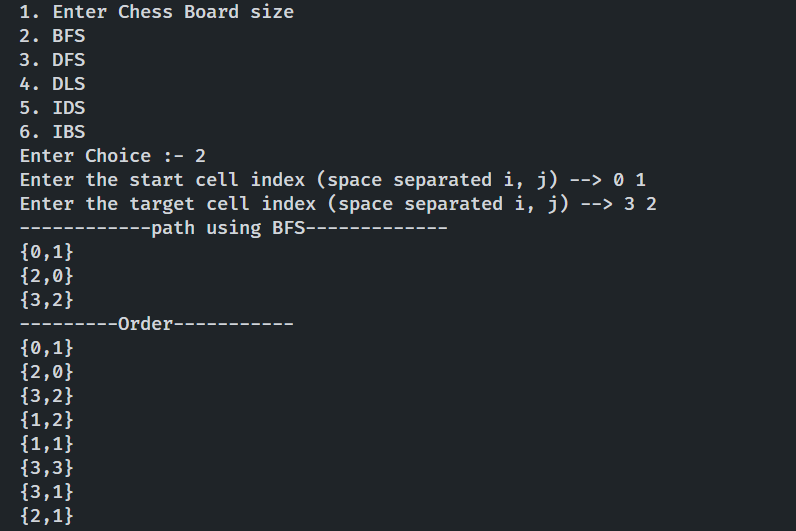 1. Enter Chess Board size
2. BFS
3. DFS
4. DLS
5. IDS
6. IBS
Enter Choice :- 2
Enter the start cell index (space separated i, j) --> 0 1
Enter the target cell index (space separated i, j) --> 3 2
------------path using BFS-------------
{0,1}
{2,0}
{3,2}
---------Order-----------
{0,1}
{2,0}
{3,2}
{1,2}
{1,1}
{3,3}
{3,1}
{2,1}